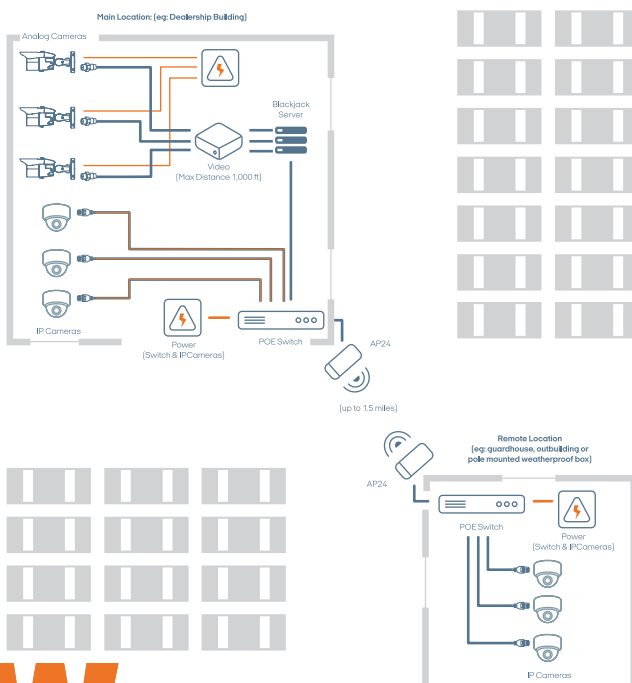 Main Location: (eg: Dealership Building)
Analog Cameras
Blackjack
Server
Video
(Max Distance 1,000 ft)
IP Cameras
Power
(Switch & IPCameras)
POE Switch
AP24
(up to 1.5 miles)
Remote Location
(eg: guardhouse, outbuilding or
pole mounted weatherproof box)
AP24
POE Switch
Power
(Switch & IPCameras)
IP Cameras